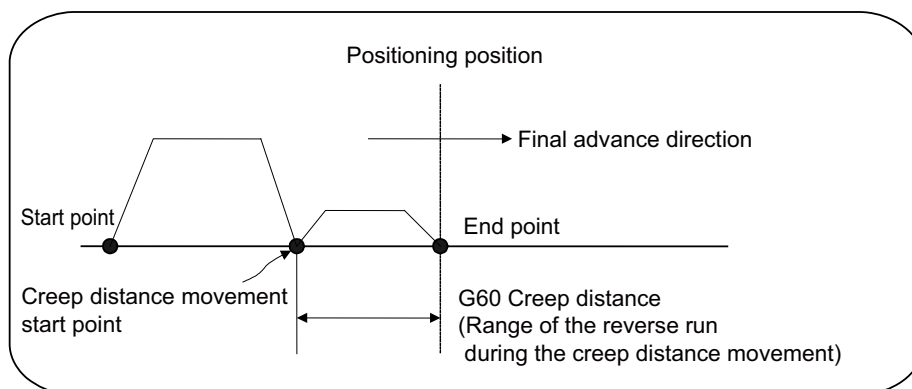 Positioning position
Final advance direction
Start point
End point
Creep distance movement
start point
G60 Creep distance
(Range of the reverse run
during the creep distance movement)